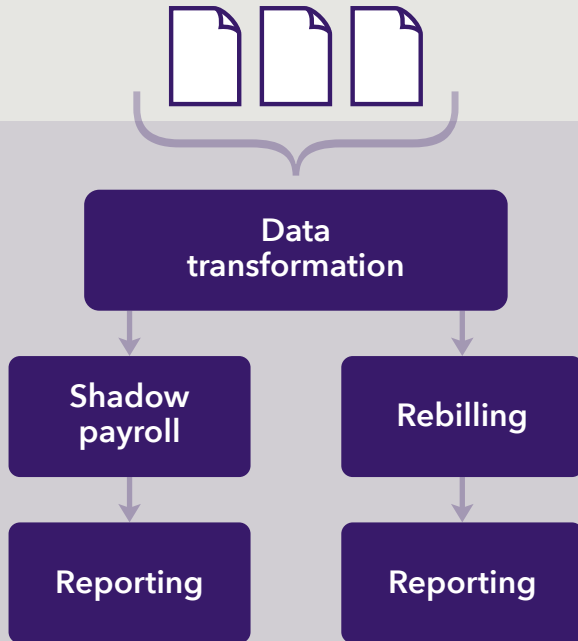 Data
transformation
Shadow
payroll
Rebilling
Reporting
Reporting